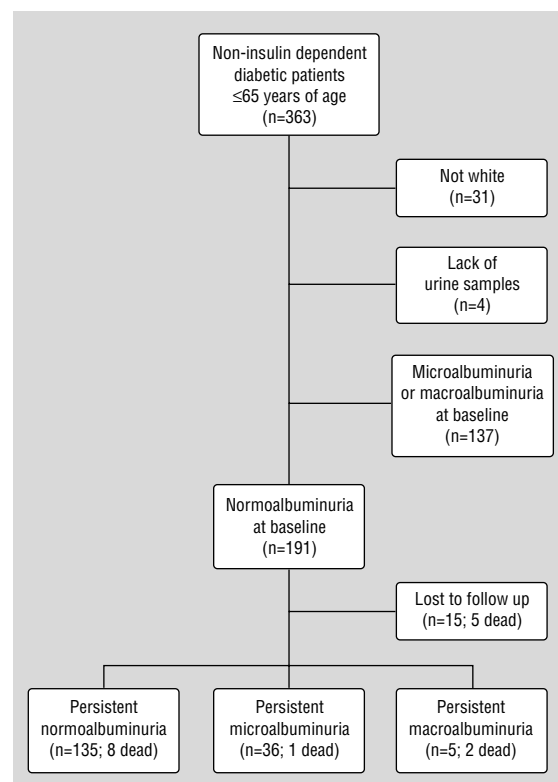 Non-insulin dependent
diabetic patients
≤65 years of age
(n=363)
Not white
(n=31)
Lack of
urine samples
(n=4)
Microalbuminuria
or macroalbuminuria
at baseline
(n=137)
Normoalbuminuria
at baseline
(n=191)
Lost to follow up
(n=15; 5 dead)
Persistent
normoalbuminuria
(n=135; 8 dead)
Persistent
microalbuminuria
(n=36; 1 dead)
Persistent
macroalbuminuria
(n=5; 2 dead)